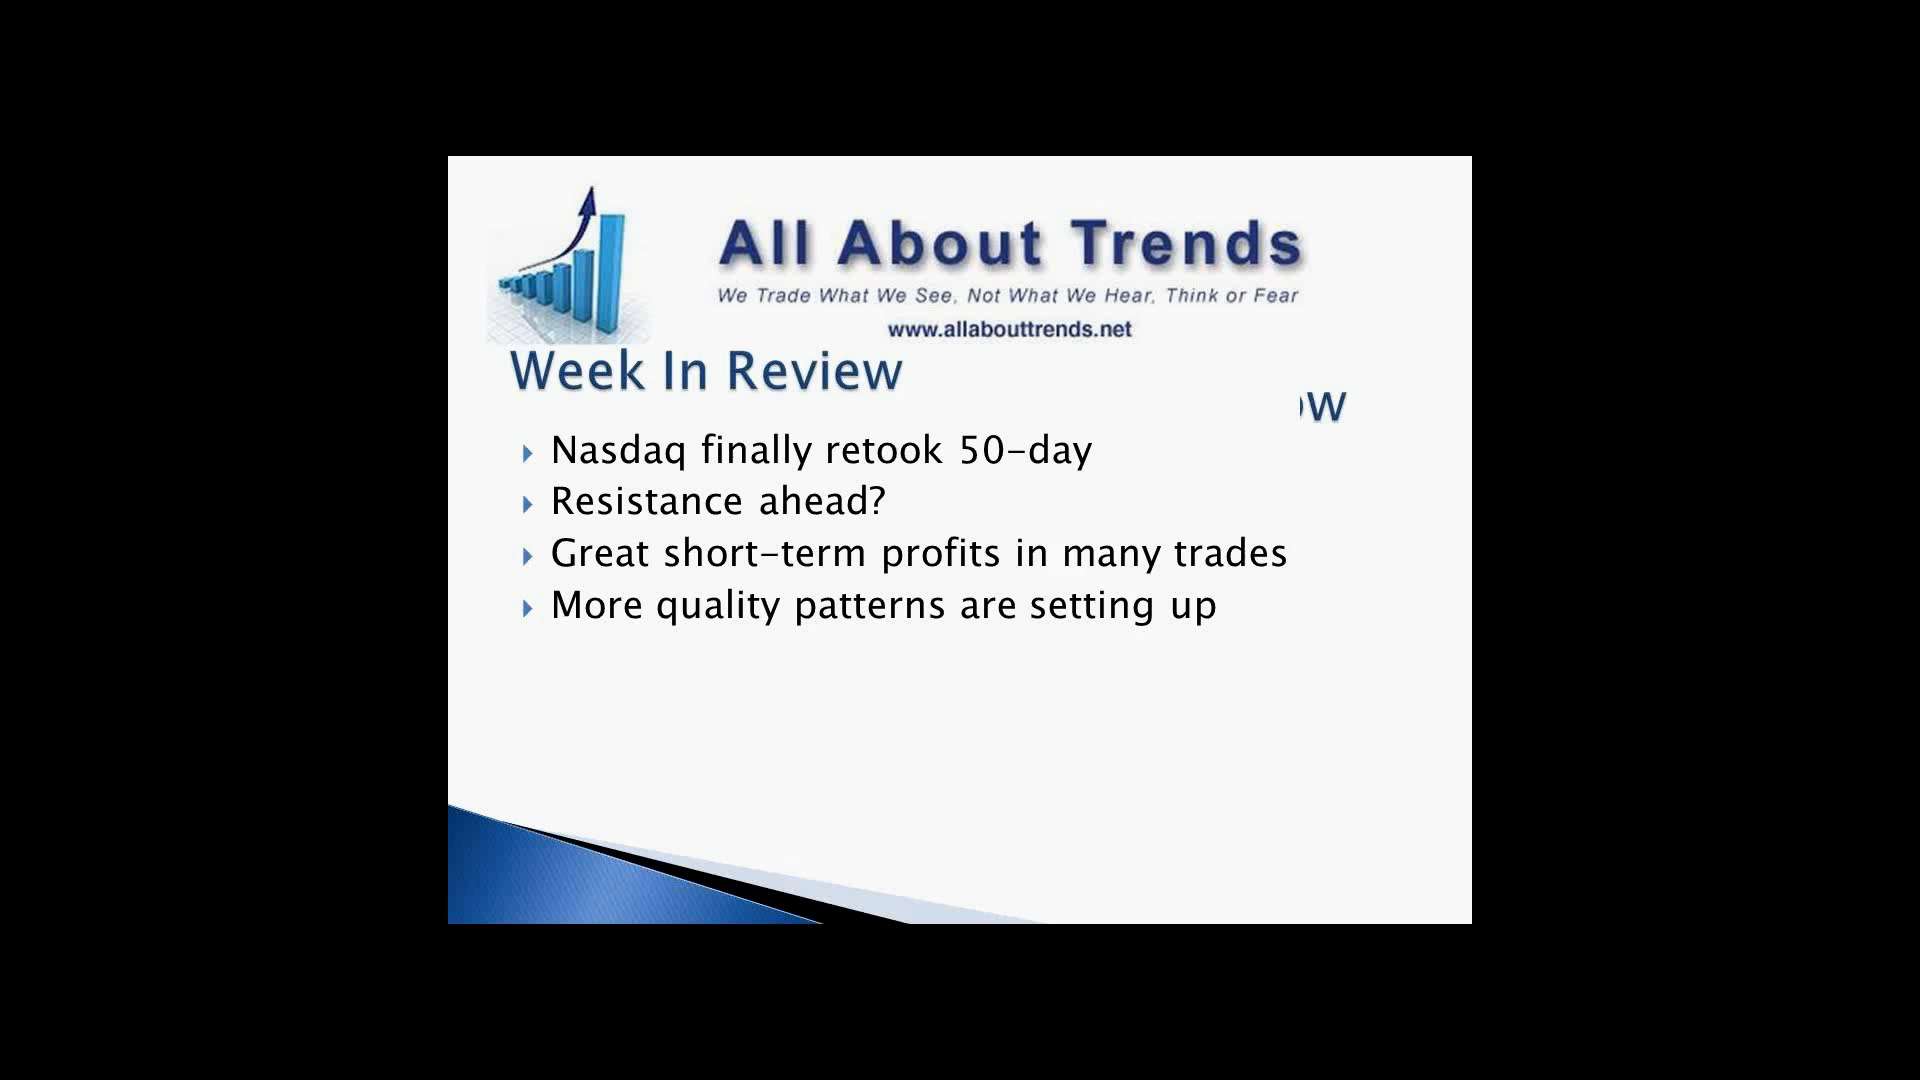 All About Trends
We Trade What We See, Not What We Hear, Think or Fear
www.allabouttrends.net
Week In Review
Nasdaq finally retook 50-day
Resistance ahead?
Great short-term profits in many trades
More quality patterns are setting up